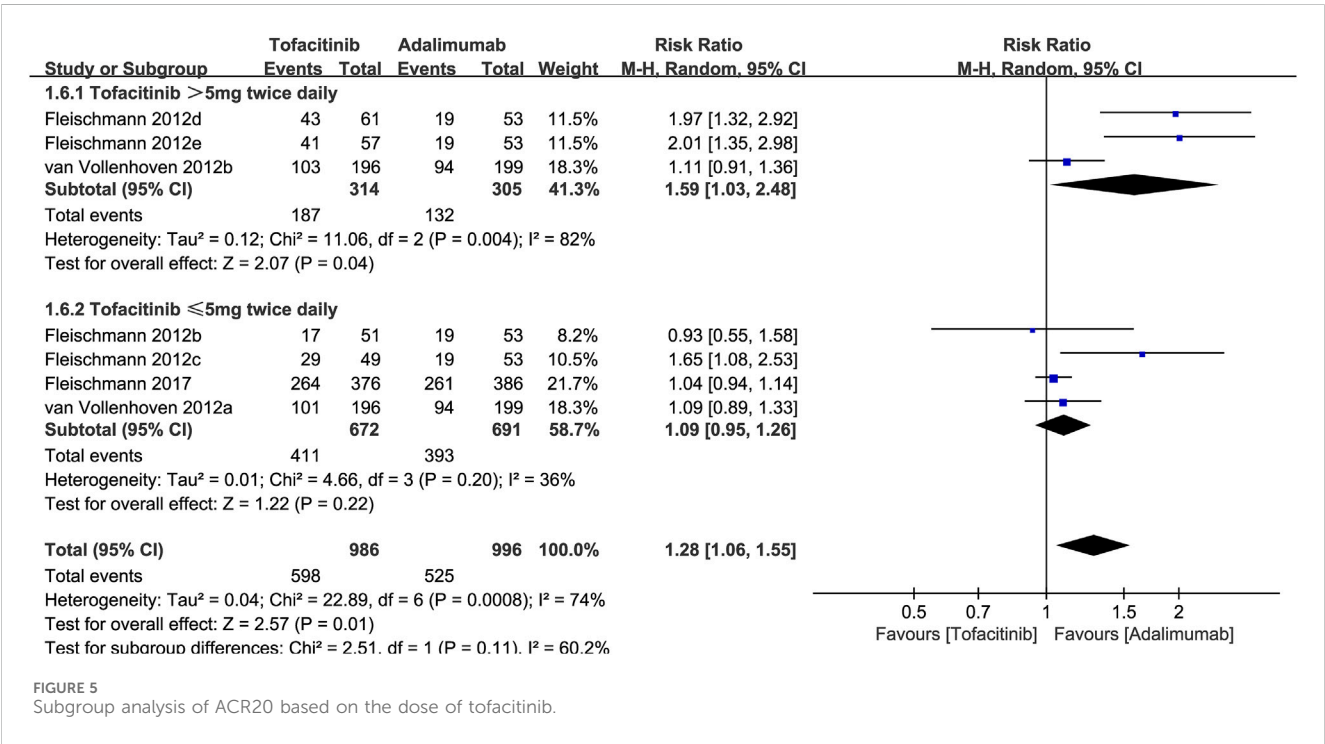 Tofacitinib Adalimumab Risk Ratio Risk Ratio
Study or Subgroup Events Total Events Total Weight M-H, Random, 95% CI M-H, Random, 95% CI
1.6.1 Tofacitinib >5mg twice daily
Fleischmann 2012d 43 61 19 53 11.5% 1.97 [1.32, 2.92]
Fleischmann 2012e 41 57 19 53 11.5% 2.01 [1.35, 2.98]
van Vollenhoven 2012b 103 196 94 199 18.3% 1.11 [0.91, 1.36]
Subtotal (95% CI) 314 305 41.3% 1.59 [1.03, 2.48]
Total events 187 132
Heterogeneity: Tau² = 0.12; Chi² = 11.06, df = 2 (P = 0.004); I² = 82%
Test for overall effect: Z = 2.07 (P = 0.04)
1.6.2 Tofacitinib ⩽5mg twice daily
Fleischmann 2012b 17 51 19 53 8.2% 0.93 [0.55, 1.58]
Fleischmann 2012c 29 49 19 53 10.5% 1.65 [1.08, 2.53]
Fleischmann 2017 264 376 261 386 21.7% 1.04 [0.94, 1.14]
van Vollenhoven 2012a 101 196 94 199 18.3% 1.09 [0.89, 1.33]
Subtotal (95% CI) 672 691 58.7% 1.09 [0.95, 1.26]
Total events 411 393
Heterogeneity: Tau² = 0.01; Chi² = 4.66, df = 3 (P = 0.20); I² = 36%
Test for overall effect: Z = 1.22 (P = 0.22)
Total (95% CI) 986 996 100.0% 1.28 [1.06, 1.55]
Total events 598 525
Heterogeneity: Tau² = 0.04; Chi² = 22.89, df = 6 (P = 0.0008); I² = 74%
Test for overall effect: Z = 2.57 (P = 0.01)
Test for subgroup differences: Chi² = 2.51, df = 1 (P = 0.11), I² = 60.2%
0.5 0.7 1 1.5 2
Favours [Tofacitinib] Favours [Adalimumab]
FIGURE 5
Subgroup analysis of ACR20 based on the dose of tofacitinib.